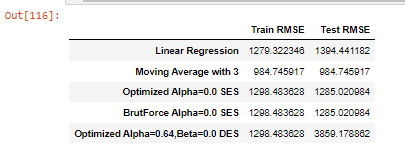 Out[116]:
Train RMSE Test RMSE
Linear Regression 1279.322346 1394.441182
Moving Average with 3 984.745917 984.745917
Optimized Alpha=0.0 SES 1298.483628 1285.020984
BrutForce Alpha=0.0 SES 1298.483628 1285.020984
Optimized Alpha=0.64,Beta=0.0 DES 1298.483628 3859.178862